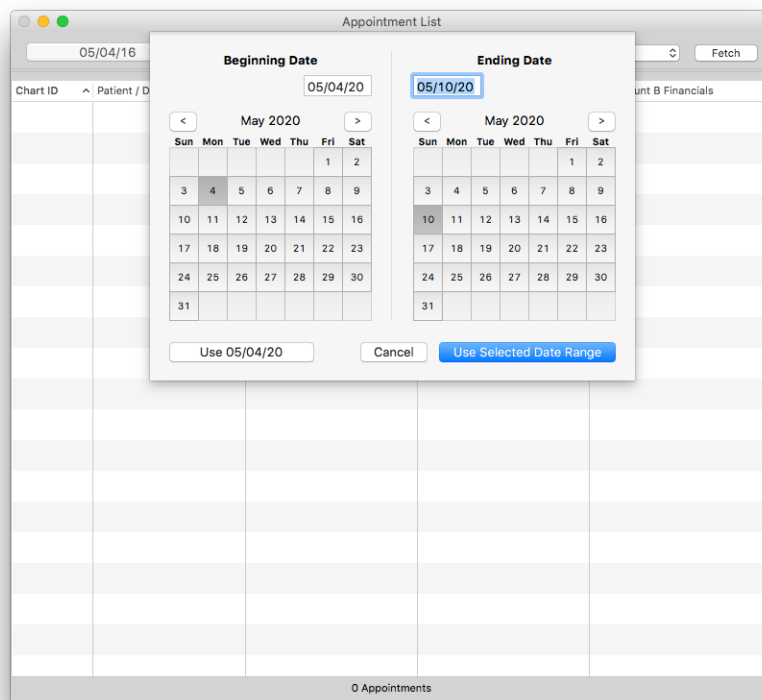 Appointment List
05/04/16
Fetch
Chart ID
Patient / D
unt B Financials
Beginning Date
05/04/20
< May 2020 >
Sun Mon Tue Wed Thu Fri Sat
1 2
3 4 5 6 7 8 9
10 11 12 13 14 15 16
17 18 19 20 21 22 23
24 25 26 27 28 29 30
31
Ending Date
05/10/20
< May 2020 >
Sun Mon Tue Wed Thu Fri Sat
1 2
3 4 5 6 7 8 9
10 11 12 13 14 15 16
17 18 19 20 21 22 23
24 25 26 27 28 29 30
31
Use 05/04/20
Cancel
Use Selected Date Range
0 Appointments